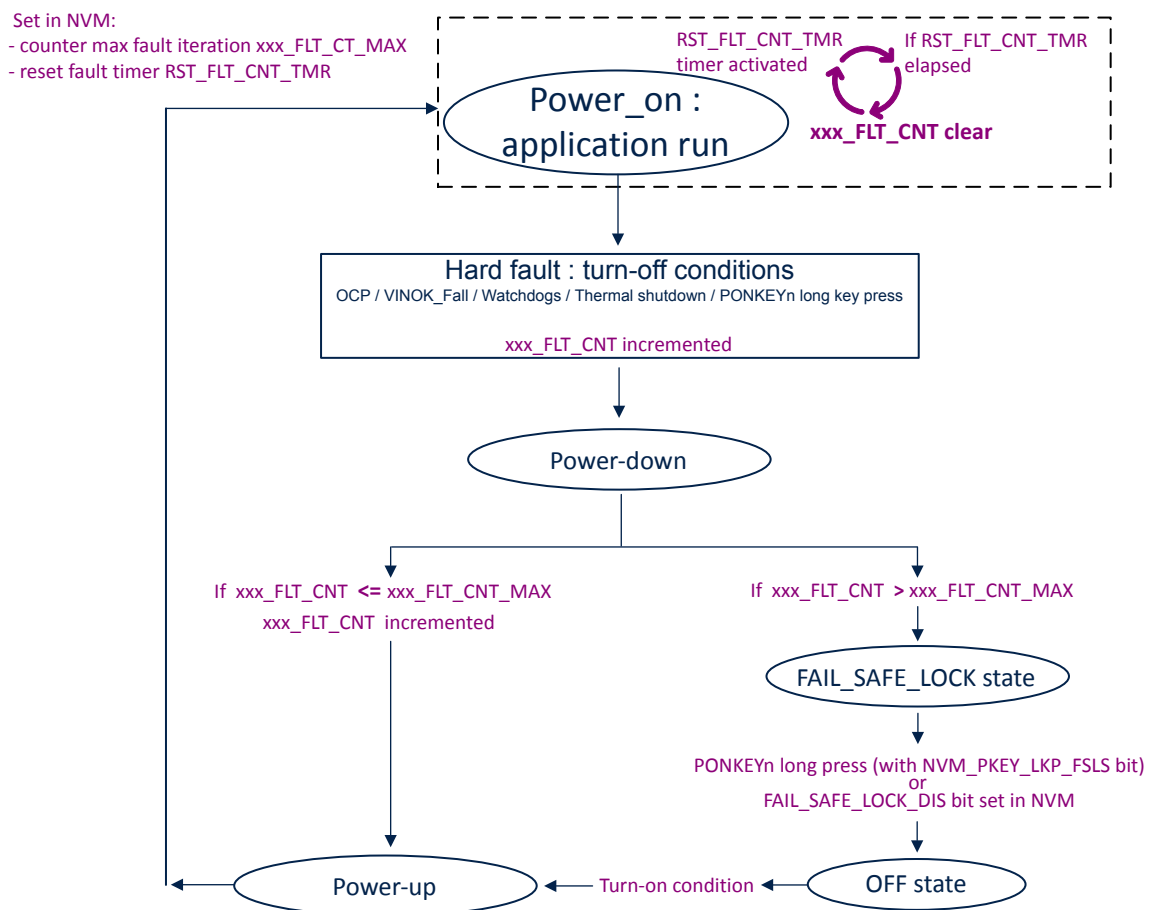 Set in NVM:
- counter max fault iteration xxx_FLT_CT_MAX
- reset fault timer RST_FLT_CNT_TMR
RST_FLT_CNT_TMR
timer activated
If RST_FLT_CNT_TMR
elapsed
xxx_FLT_CNT clear
Power_on :
application run
Hard fault : turn-off conditions
OCP / VINOK_Fall / Watchdogs / Thermal shutdown / PONKEYn long key press
xxx_FLT_CNT incremented
Power-down
If xxx_FLT_CNT <= xxx_FLT_CNT_MAX
xxx_FLT_CNT incremented
If xxx_FLT_CNT > xxx_FLT_CNT_MAX
FAIL_SAFE_LOCK state
PONKEYn long press (with NVM_PKEY_LKP_FSLS bit)
or
FAIL_SAFE_LOCK_DIS bit set in NVM
Power-up
Turn-on condition
OFF state